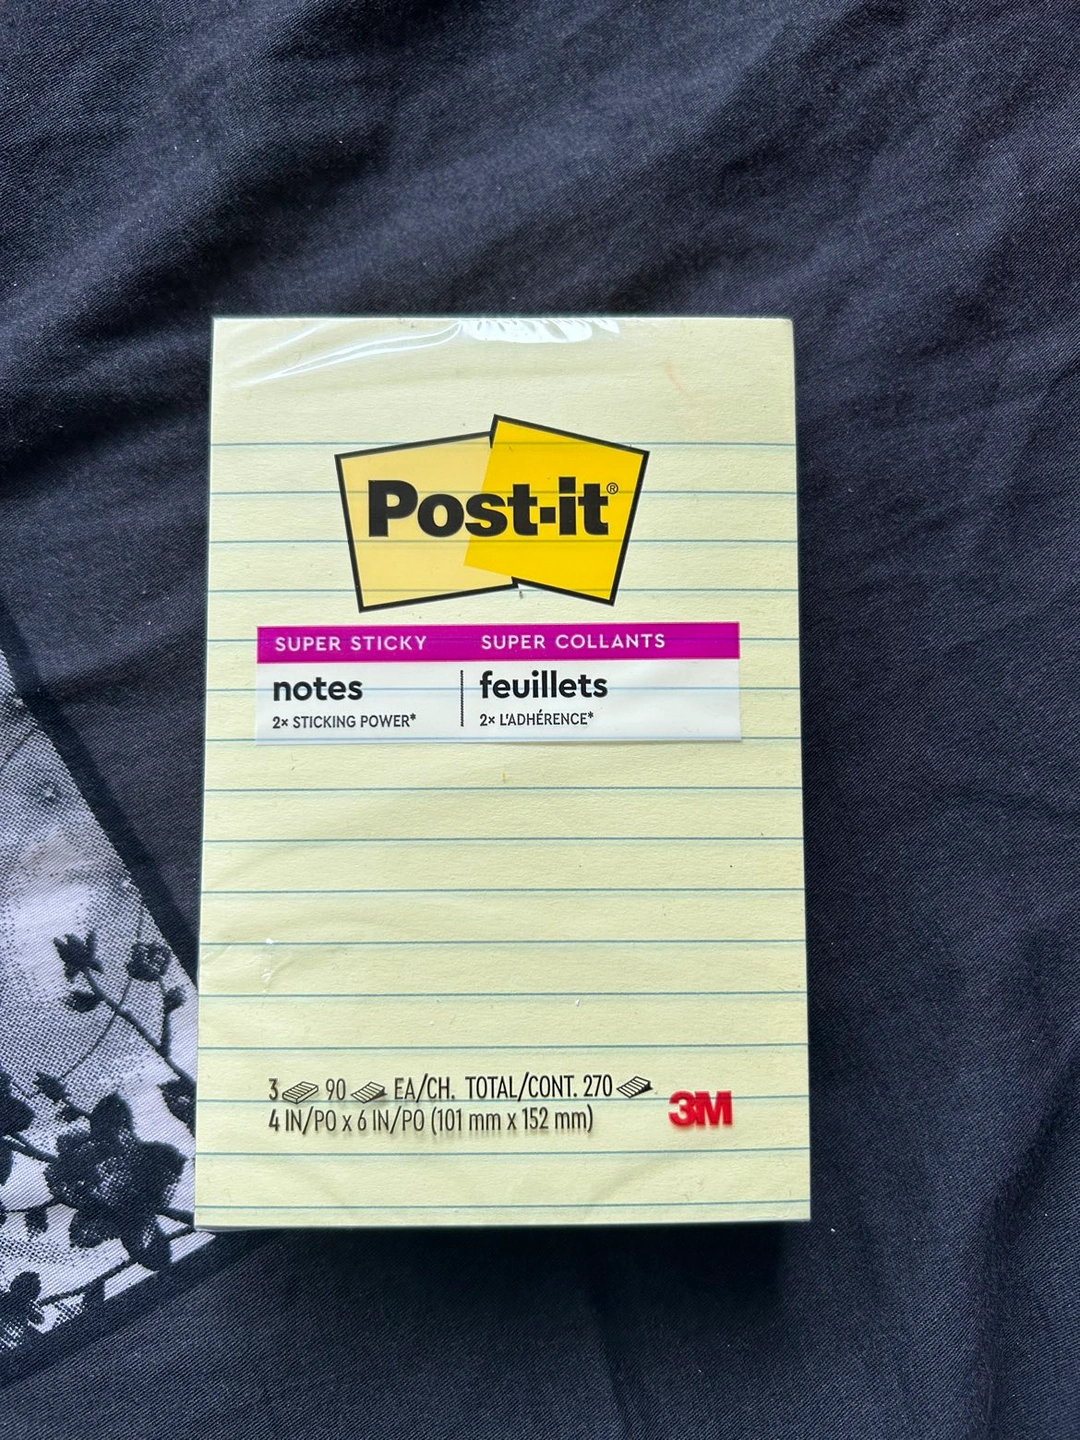 Post-it®
SUPER STICKY SUPER COLLANTS
notes feuillets
2× STICKING POWER* 2× L'ADHÉRENCE*
3 90 EA/CH. TOTAL/CONT. 270
4 IN/PO x 6 IN/PO (101 mm x 152 mm)
3M